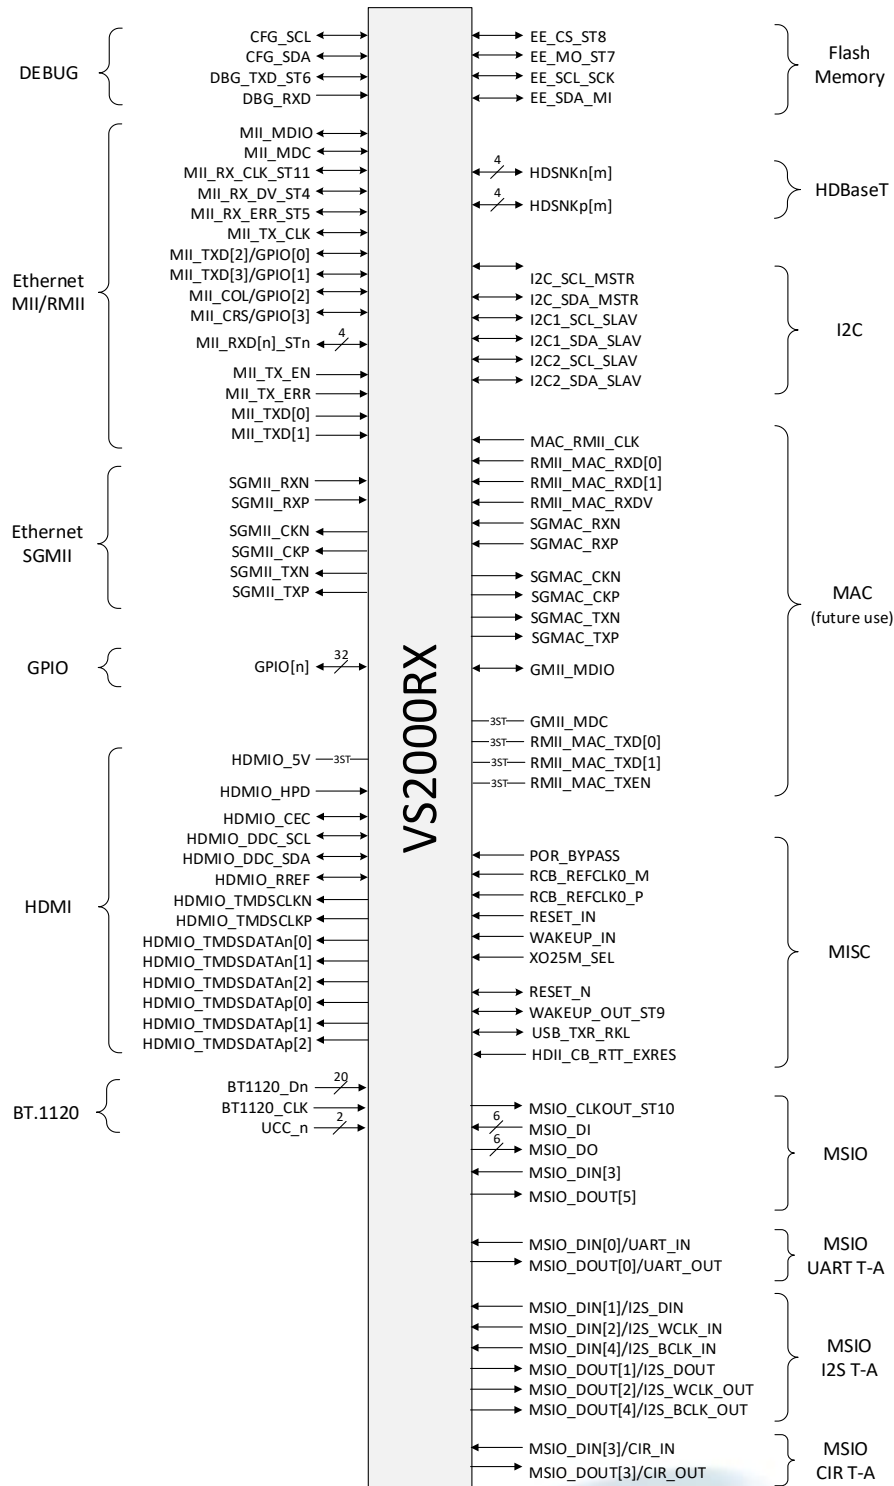 DEBUG
CFG_SCL
CFG_SDA
DBG_TXD_ST6
DBG_RXD
Ethernet
MII/RMII
MII_MDIO
MII_MDC
MII_RX_CLK_ST11
MII_RX_DV_ST4
MII_RX_ERR_ST5
MII_TX_CLK
MII_TXD[2]/GPIO[0]
MII_TXD[3]/GPIO[1]
MII_COL/GPIO[2]
MII_CRS/GPIO[3]
MII_RXD[n]_STn 4
MII_TX_EN
MII_TX_ERR
MII_TXD[0]
MII_TXD[1]
Ethernet
SGMII
SGMII_RXN
SGMII_RXP
SGMII_CKN
SGMII_CKP
SGMII_TXN
SGMII_TXP
GPIO
GPIO[n] 32
HDMI
HDMIO_5V 3ST
HDMIO_HPD
HDMIO_CEC
HDMIO_DDC_SCL
HDMIO_DDC_SDA
HDMIO_RREF
HDMIO_TMDSCLKN
HDMIO_TMDSCLKP
HDMIO_TMDSDATAn[0]
HDMIO_TMDSDATAn[1]
HDMIO_TMDSDATAn[2]
HDMIO_TMDSDATAp[0]
HDMIO_TMDSDATAp[1]
HDMIO_TMDSDATAp[2]
BT.1120
BT1120_Dn 20
BT1120_CLK
UCC_n 2
VS2000RX
EE_CS_ST8
EE_MO_ST7
EE_SCL_SCK
EE_SDA_MI
Flash
Memory
4 HDSNKn[m]
4 HDSNKp[m]
HDBaseT
I2C_SCL_MSTR
I2C_SDA_MSTR
I2C1_SCL_SLAV
I2C1_SDA_SLAV
I2C2_SCL_SLAV
I2C2_SDA_SLAV
I2C
MAC_RMII_CLK
RMII_MAC_RXD[0]
RMII_MAC_RXD[1]
RMII_MAC_RXDV
SGMAC_RXN
SGMAC_RXP
SGMAC_CKN
SGMAC_CKP
SGMAC_TXN
SGMAC_TXP
GMII_MDIO
3ST GMII_MDC
3ST RMII_MAC_TXD[0]
3ST RMII_MAC_TXD[1]
3ST RMII_MAC_TXEN
MAC
(future use)
POR_BYPASS
RCB_REFCLK0_M
RCB_REFCLK0_P
RESET_IN
WAKEUP_IN
XO25M_SEL
RESET_N
WAKEUP_OUT_ST9
USB_TXR_RKL
HDII_CB_RTT_EXRES
MISC
MSIO_CLKOUT_ST10
6 MSIO_DI
6 MSIO_DO
MSIO_DIN[3]
MSIO_DOUT[5]
MSIO
MSIO_DIN[0]/UART_IN
MSIO_DOUT[0]/UART_OUT
MSIO
UART T-A
MSIO_DIN[1]/I2S_DIN
MSIO_DIN[2]/I2S_WCLK_IN
MSIO_DIN[4]/I2S_BCLK_IN
MSIO_DOUT[1]/I2S_DOUT
MSIO_DOUT[2]/I2S_WCLK_OUT
MSIO_DOUT[4]/I2S_BCLK_OUT
MSIO
I2S T-A
MSIO_DIN[3]/CIR_IN
MSIO_DOUT[3]/CIR_OUT
MSIO
CIR T-A